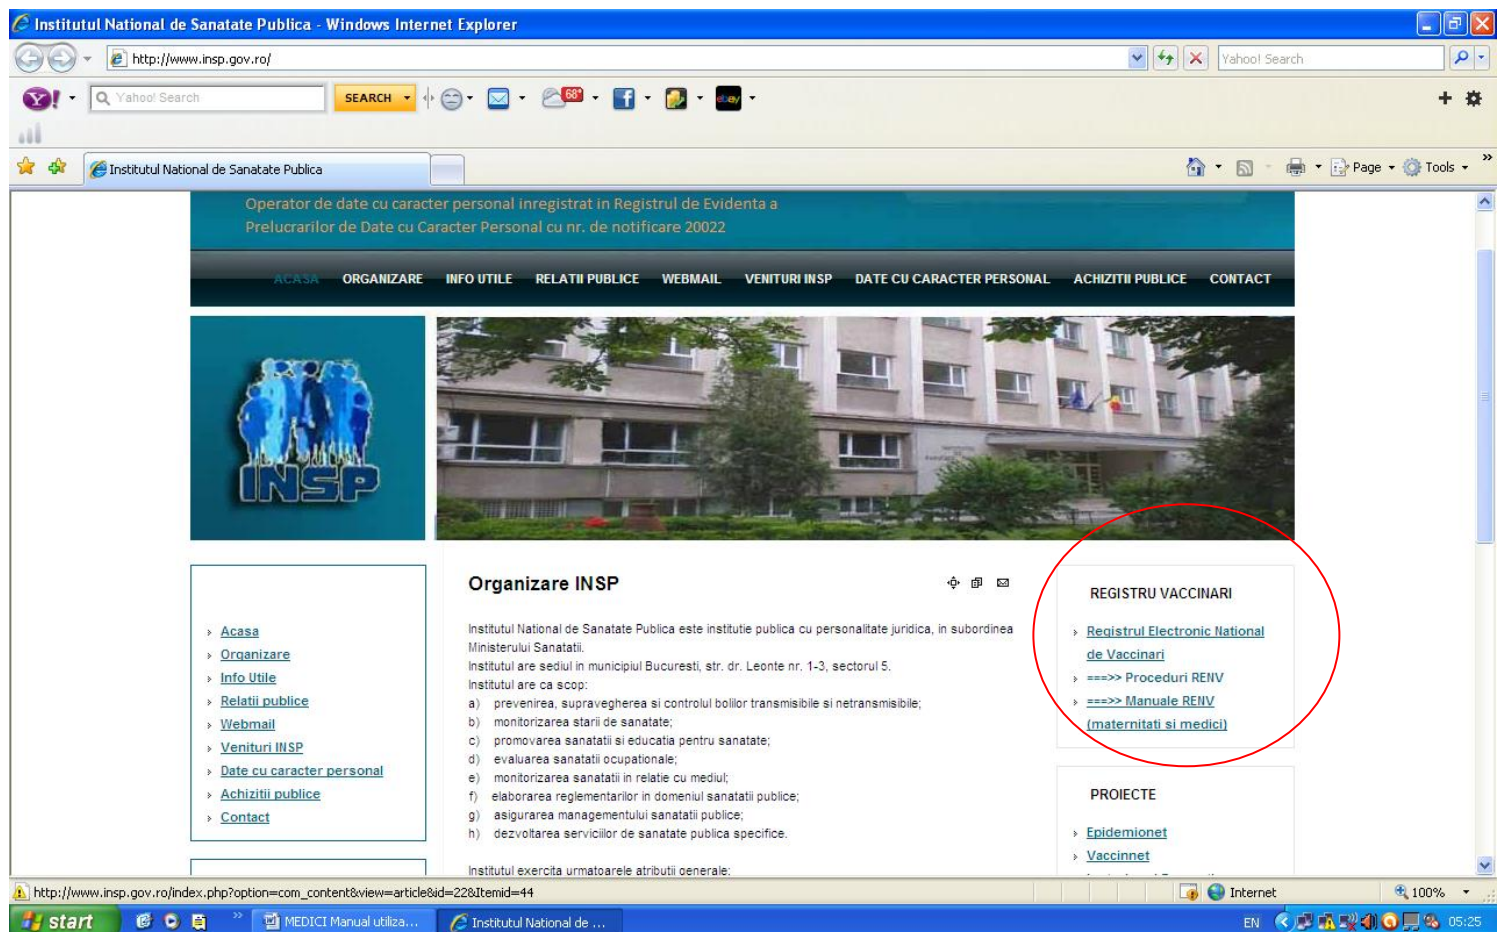 Institutul National de Sanatate Publica - Windows Internet Explorer
http://www.insp.gov.ro/
Yahoo! Search
Yahoo! Search
SEARCH
68°
ebay
Institutul National de Sanatate Publica
Page
Tools
Operator de date cu caracter personal inregistrat in Registrul de Evidenta a
Prelucrarilor de Date cu Caracter Personal cu nr. de notificare 20022
ACASA ORGANIZARE INFO UTILE RELATII PUBLICE WEBMAIL VENITURI INSP DATE CU CARACTER PERSONAL ACHIZITII PUBLICE CONTACT
INSP
Acasa
Organizare
Info Utile
Relatii publice
Webmail
Venituri INSP
Date cu caracter personal
Achizitii publice
Contact
Organizare INSP
Institutul National de Sanatate Publica este institutie publica cu personalitate juridica, in subordinea
Ministerului Sanatatii.
Institutul are sediul in municipiul Bucuresti, str. dr. Leonte nr. 1-3, sectorul 5.
Institutul are ca scop:
a) prevenirea, supravegherea si controlul bolilor transmisibile si netransmisibile;
b) monitorizarea starii de sanatate;
c) promovarea sanatatii si educatia pentru sanatate;
d) evaluarea sanatatii ocupationale;
e) monitorizarea sanatatii in relatie cu mediul;
f) elaborarea reglementarilor in domeniul sanatatii publice;
g) asigurarea managementului sanatatii publice;
h) dezvoltarea serviciilor de sanatate publica specifice.
Institutul exercita urmatoarele atributii generale:
REGISTRU VACCINARI
Registrul Electronic National
de Vaccinari
===>> Proceduri RENV
===>> Manuale RENV
(maternitati si medici)
PROIECTE
Epidemionet
Vaccinnet
http://www.insp.gov.ro/index.php?option=com_content&view=article&id=22&Itemid=44
Internet
100%
start
MEDICI Manual utiliza...
Institutul National de ...
EN
05:25